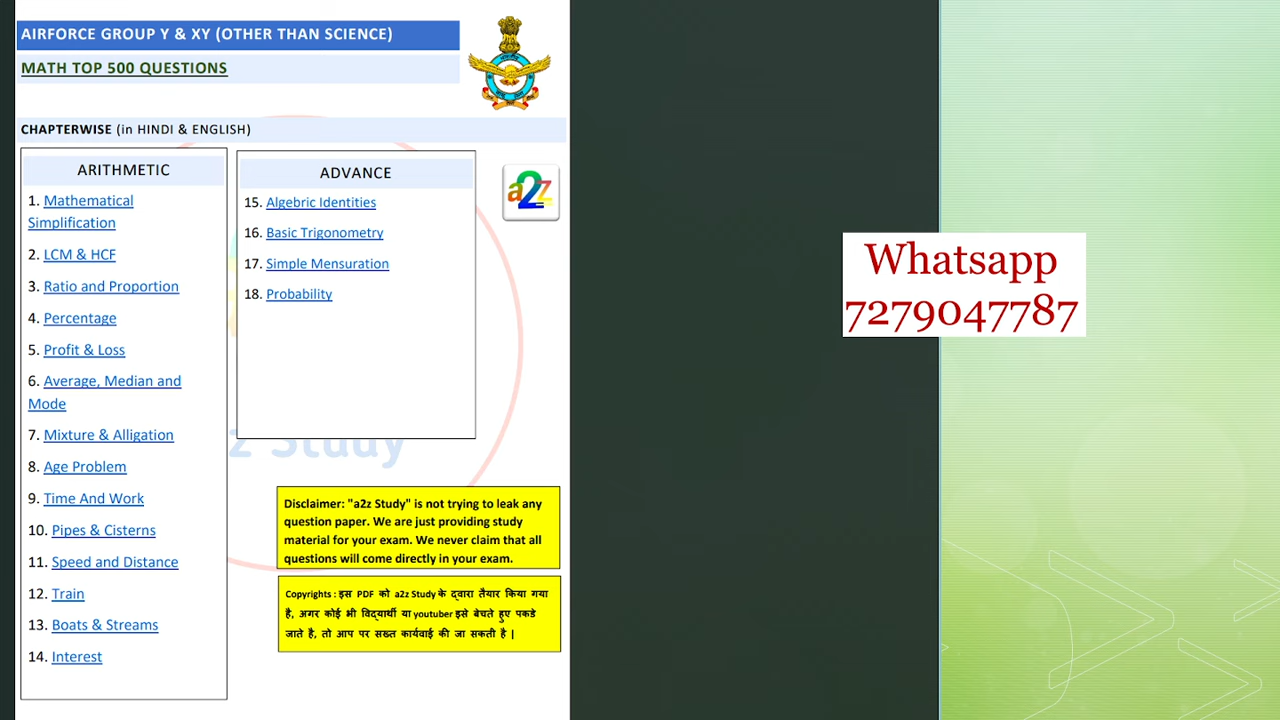 AIRFORCE GROUP Y & XY (OTHER THAN SCIENCE)
MATH TOP 500 QUESTIONS
CHAPTERWISE (in HINDI & ENGLISH)
ARITHMETIC
1. Mathematical
Simplification
2. LCM & HCF
3. Ratio and Proportion
4. Percentage
5. Profit & Loss
6. Average, Median and
Mode
7. Mixture & Alligation
8. Age Problem
9. Time And Work
10. Pipes & Cisterns
11. Speed and Distance
12. Train
13. Boats & Streams
14. Interest
ADVANCE
15. Algebric Identities
16. Basic Trigonometry
17. Simple Mensuration
18. Probability
a2z
z Study
Disclaimer: "a2z Study" is not trying to leak any
question paper. We are just providing study
material for your exam. We never claim that all
questions will come directly in your exam.
Copyrights : इस PDF को a2z Study के द्वारा तैयार किया गया
है, अगर कोई भी विद्यार्थी या youtuber इसे बेचते हुए पकडे
जाते है, तो आप पर सख्त कार्यवाई की जा सकती है |
Whatsapp
7279047787